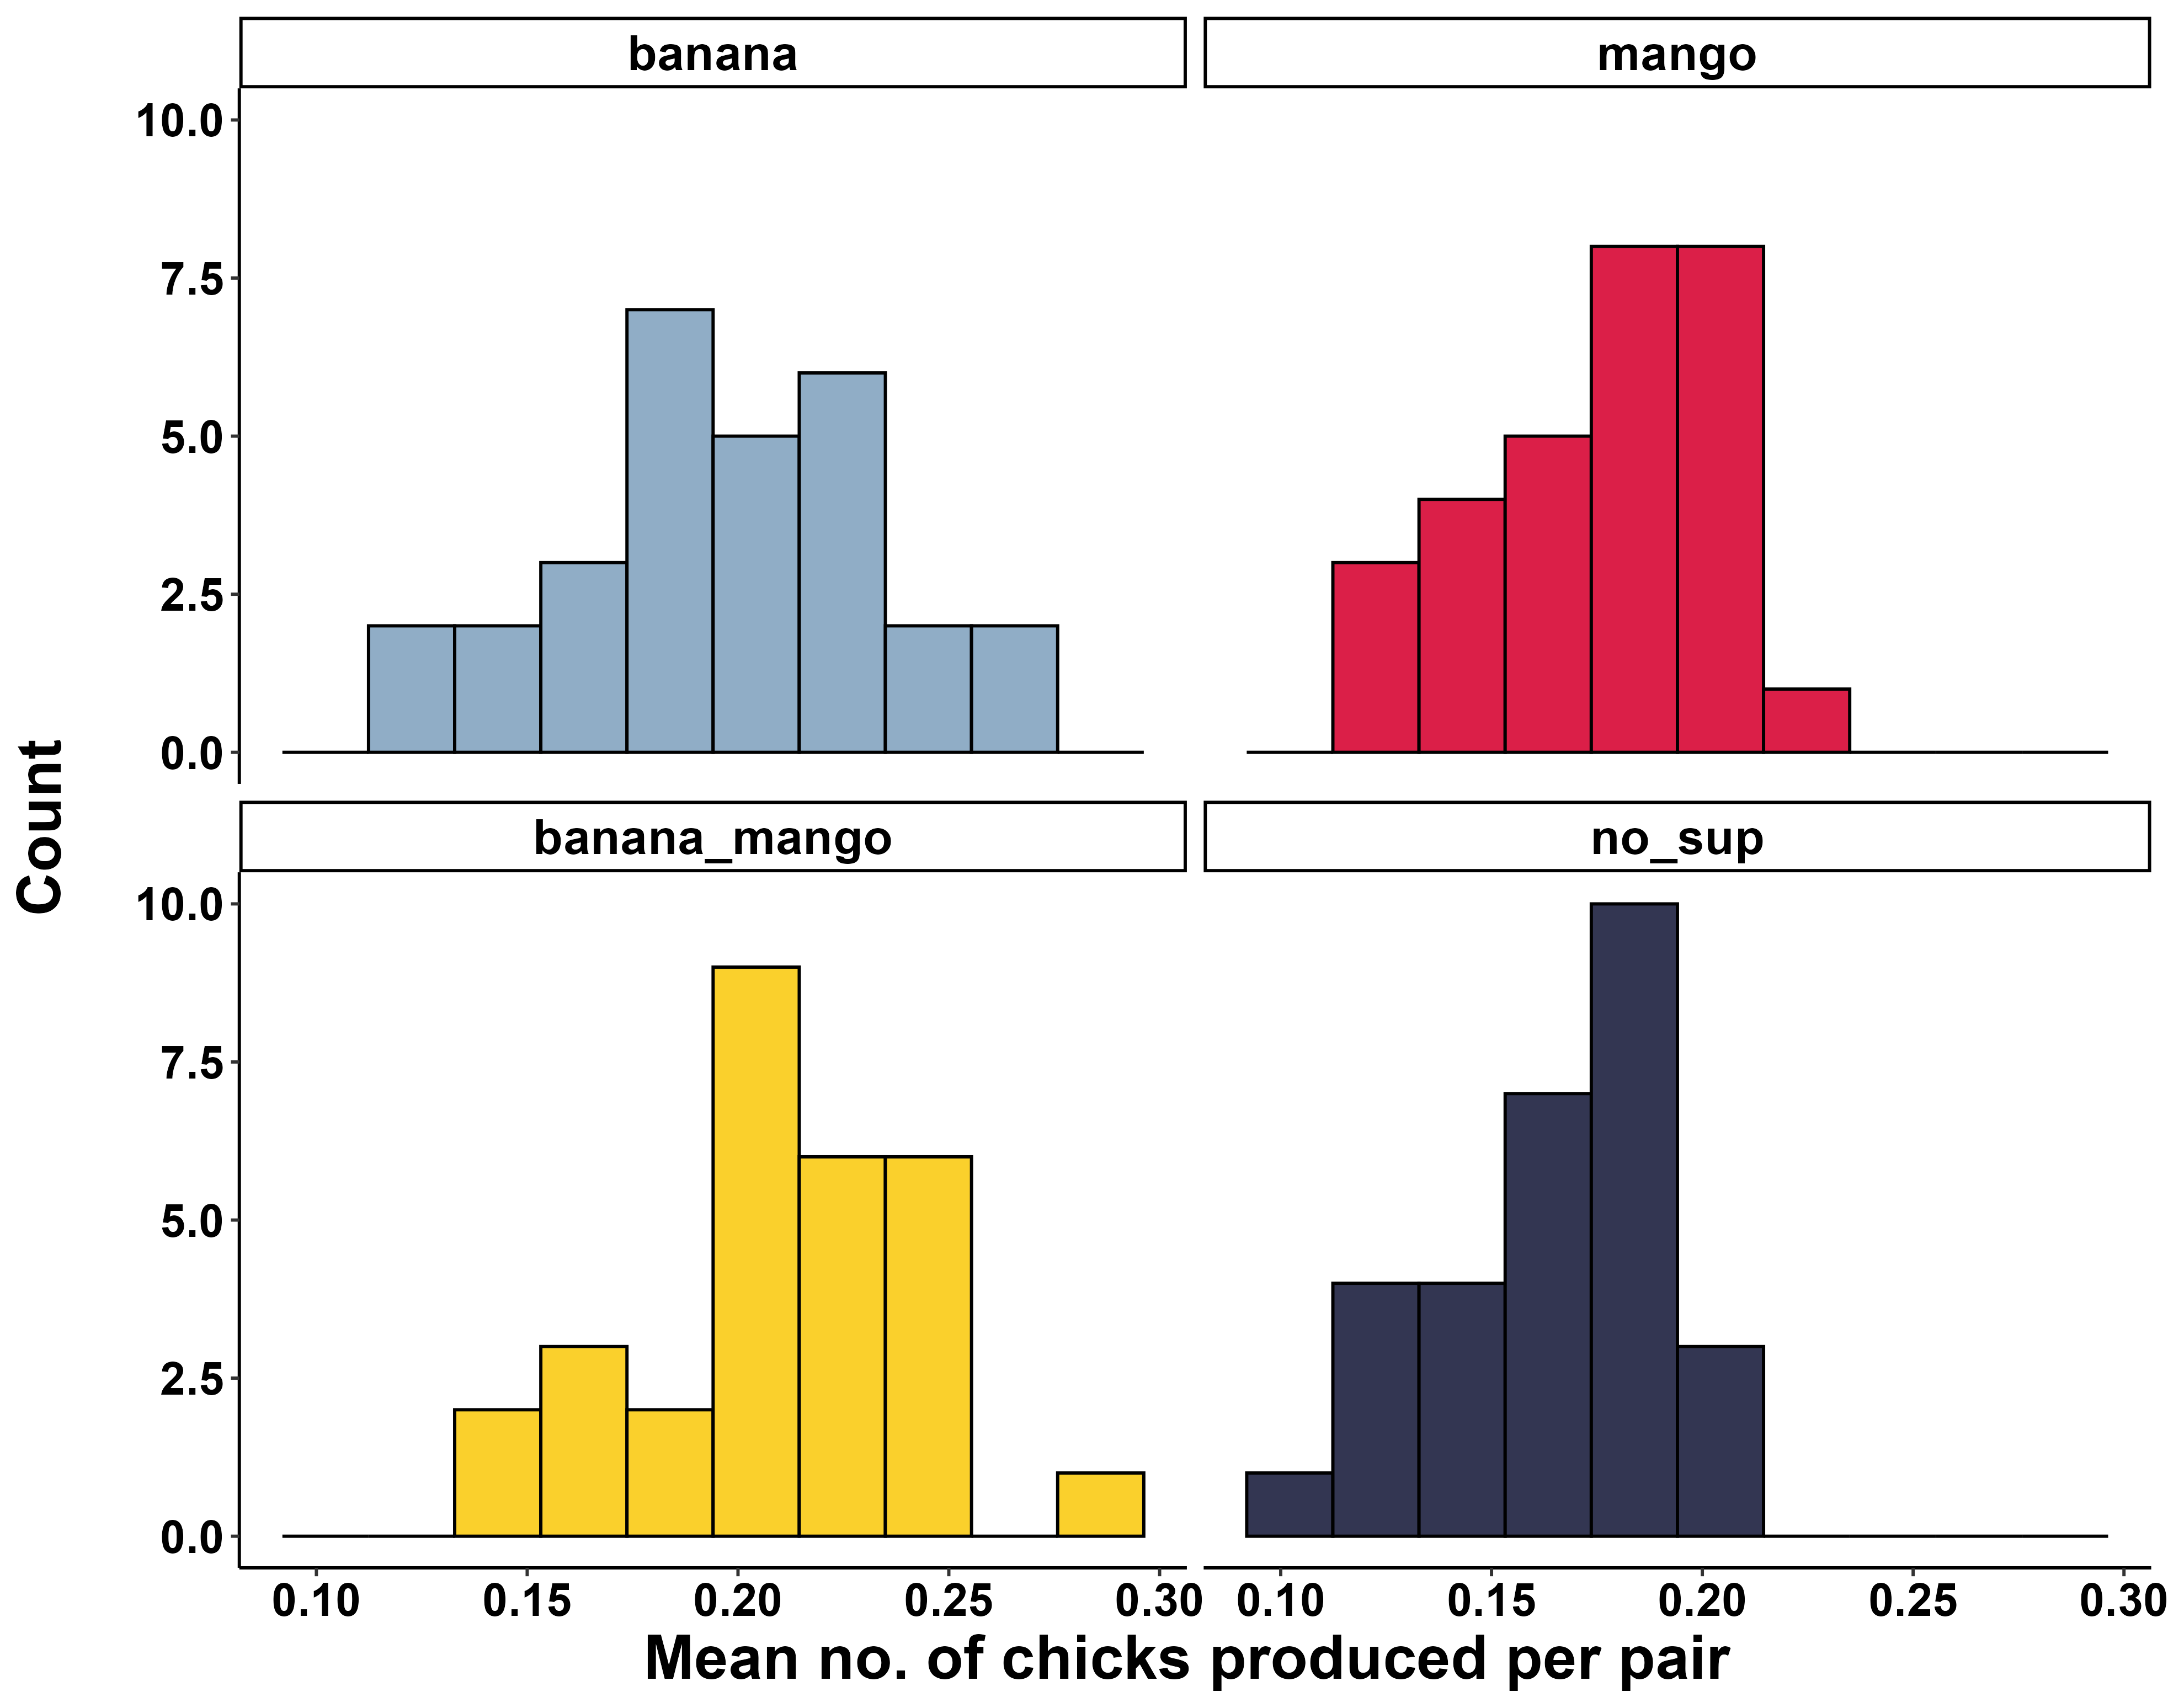 banana
mango
10.0
7.5
5.0
2.5
0.0
banana_mango
no_sup
10.0
7.5
5.0
2.5
0.0
0.10 0.15 0.20 0.25 0.30 0.10 0.15 0.20 0.25 0.30
Mean no. of chicks produced per pair
Count